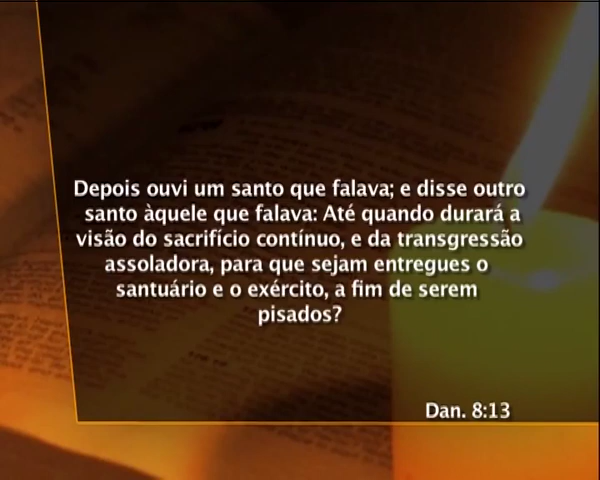 Depois ouvi um santo que falava; e disse outro
santo àquele que falava: Até quando durará a
visão do sacrifício contínuo, e da transgressão
assoladora, para que sejam entregues o
santuário e o exército, a fim de serem
pisados?
Dan. 8:13